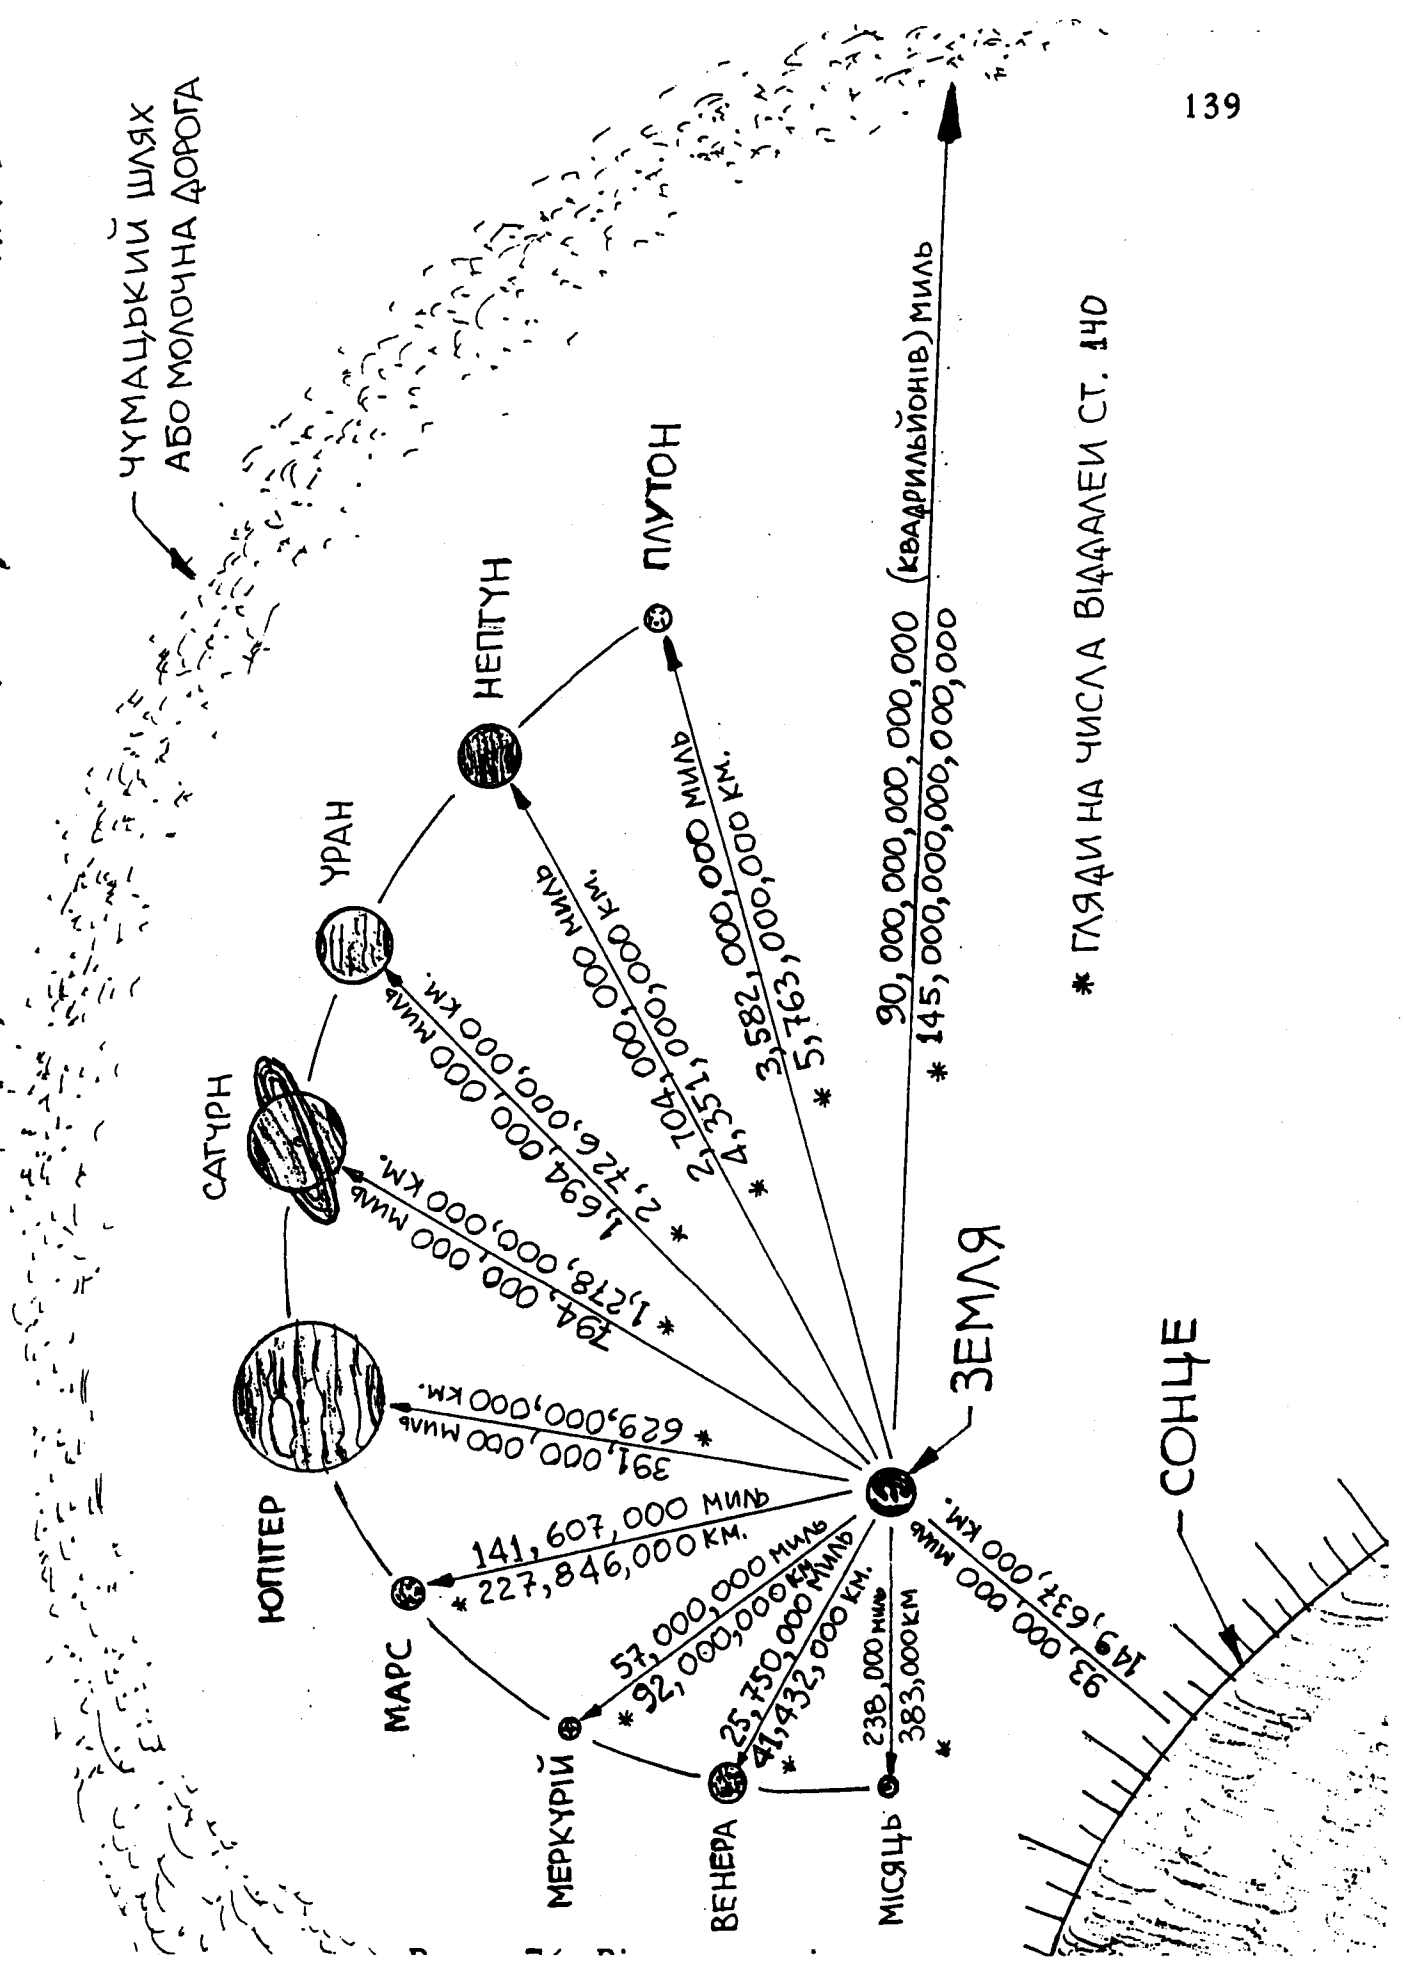 139
ЧУМАЦЬКИЙ ШЛЯХ
АБО МОЛОЧНА ДОРОГА
ПЛУТОН
НЕПТУН
УРАН
САТУРН
ЮПІТЕР
МАРС
МЕРКУРІЙ
ВЕНЕРА
МІСЯЦЬ
ЗЕМЛЯ
СОНЦЕ
90,000,000,000,000,000 (КВАДРИЛЬЙОНІВ) МИЛЬ
* 145,000,000,000,000,000
3,582,000,000 МИЛЬ
* 5,763,000,000 КМ.
2,704,000,000 МИЛЬ
* 4,351,000,000 КМ.
1,694,000,000 МИЛЬ
* 2,726,000,000 КМ.
794,000,000 МИЛЬ
* 1,278,000,000 КМ.
391,000,000 МИЛЬ
* 629,000,000 КМ.
141,607,000 МИЛЬ
* 227,846,000 КМ.
57,000,000 МИЛЬ
* 92,000,000 КМ
25,750,000 МИЛЬ
* 41,432,000 КМ.
238,000 МИЛЬ
* 383,000 КМ
93,000,000 МИЛЬ
149,637,000 КМ.
* ГЛЯДИ НА ЧИСЛА ВІДДАЛЕИ СТ. 140